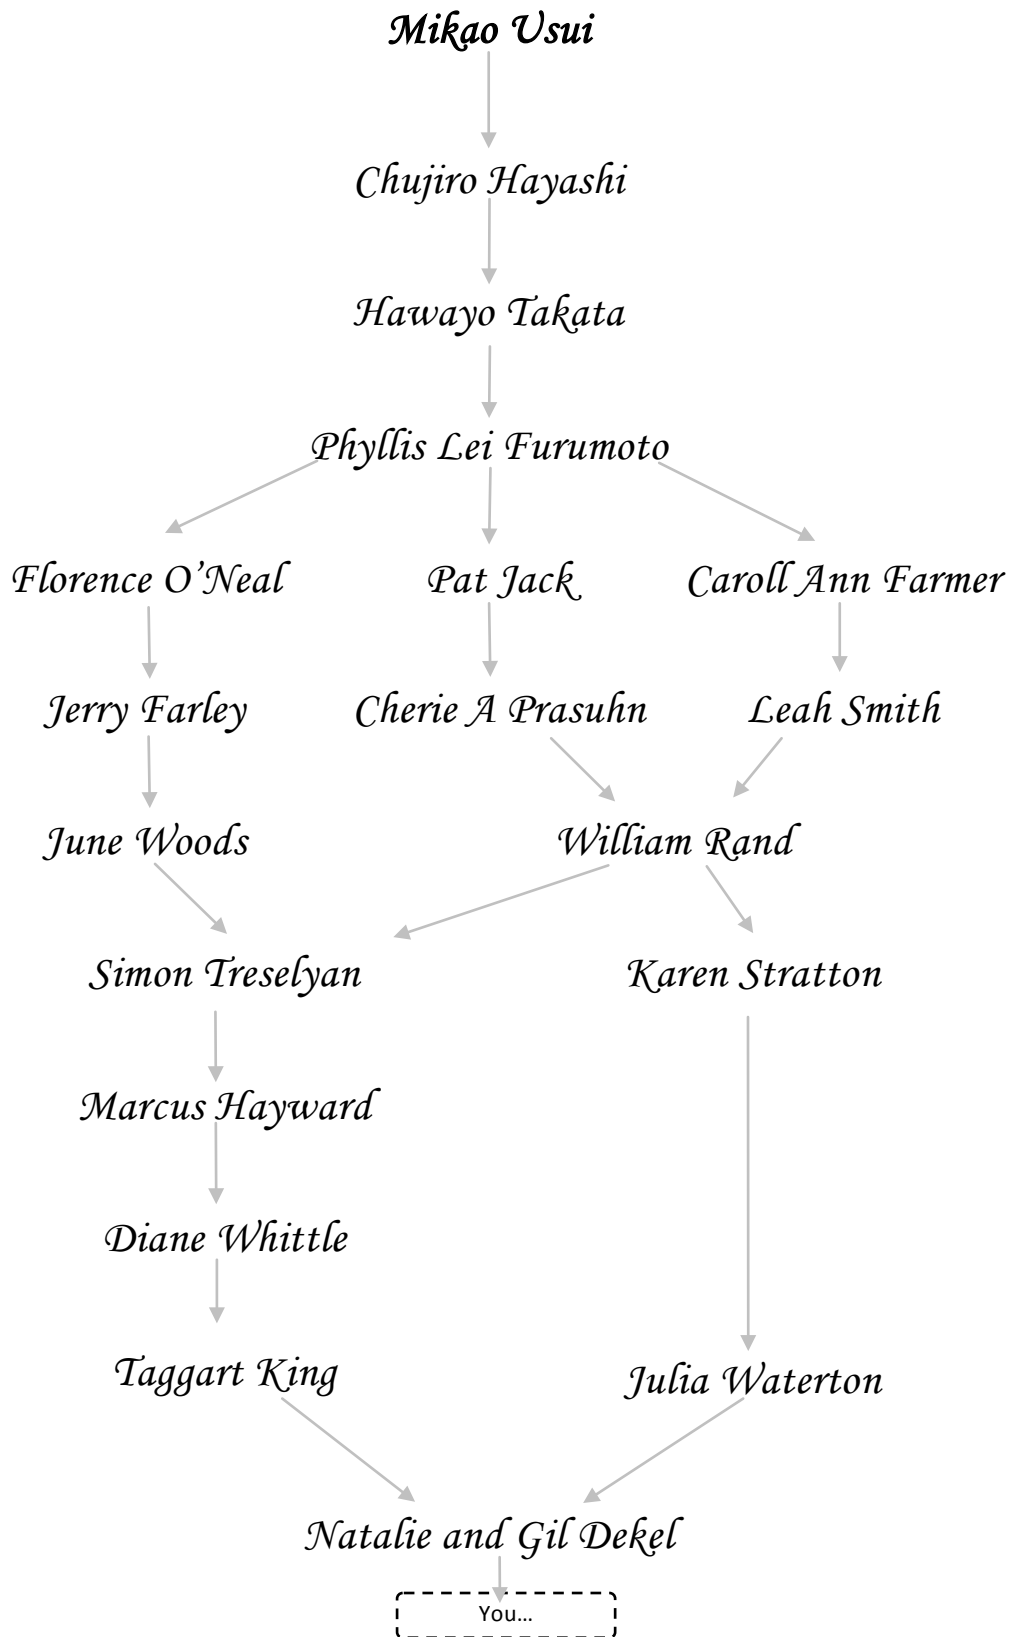 Mikao Usui
Chujiro Hayashi
Hawayo Takata
Phyllis Lei Furumoto
Florence O’Neal
Pat Jack
Caroll Ann Farmer
Jerry Farley
Cherie A Prasuhn
Leah Smith
June Woods
William Rand
Simon Treselyan
Karen Stratton
Marcus Hayward
Diane Whittle
Taggart King
Julia Waterton
Natalie and Gil Dekel
You...